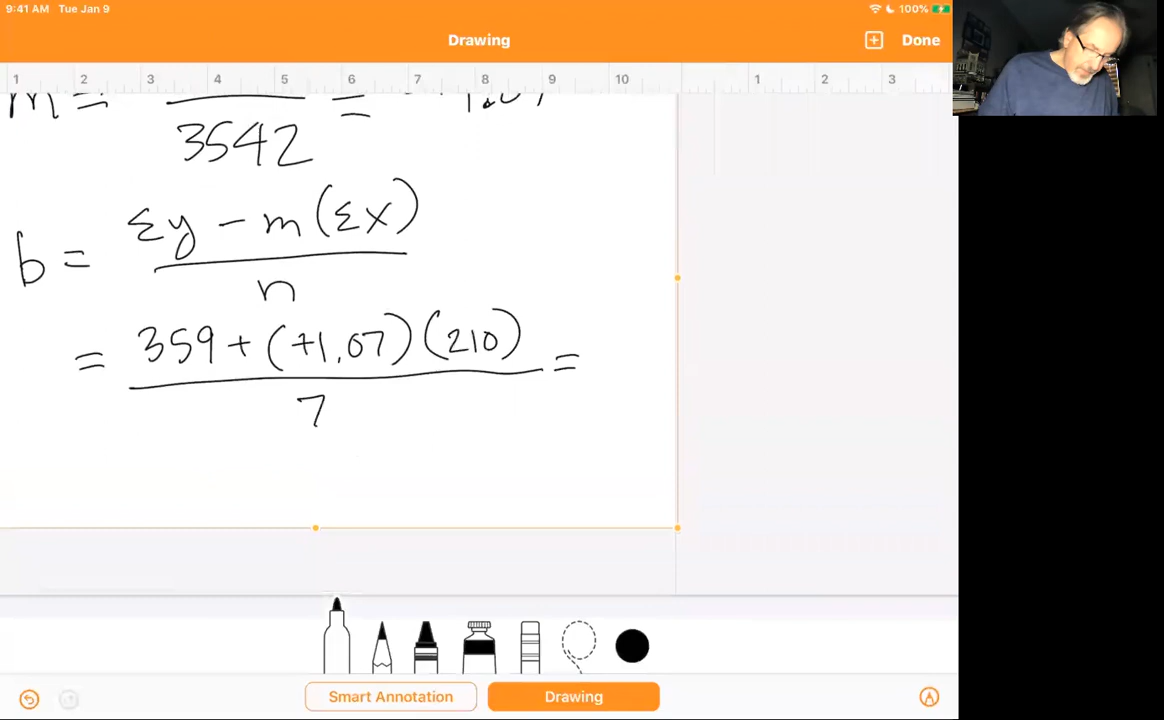 9:41 AM Tue Jan 9 100%
Drawing Done
1 2 3 4 5 6 7 8 9 10 1 2 3
m = 3542 =
b = Σy - m(Σx)
n
= 359 + (+1.07)(210) =
7
Smart Annotation Drawing